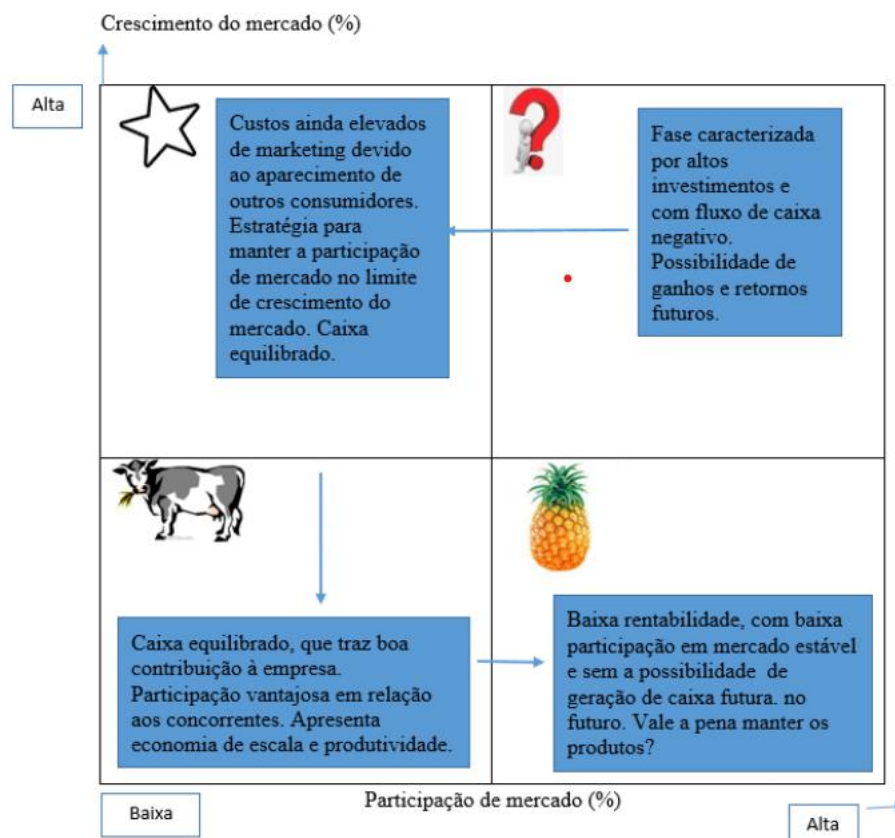 Crescimento do mercado (%)
Alta
Custos ainda elevados
de marketing devido
ao aparecimento de
outros consumidores.
Estratégia para
manter a participação
de mercado no limite
de crescimento do
mercado. Caixa
equilibrado.
Fase caracterizada
por altos
investimentos e
com fluxo de caixa
negativo.
Possibilidade de
ganhos e retornos
futuros.
Caixa equilibrado, que traz boa
contribuição à empresa.
Participação vantajosa em relação
aos concorrentes. Apresenta
economia de escala e produtividade.
Baixa rentabilidade, com baixa
participação em mercado estável
e sem a possibilidade de
geração de caixa futura. no
futuro. Vale a pena manter os
produtos?
Baixa
Participação de mercado (%)
Alta